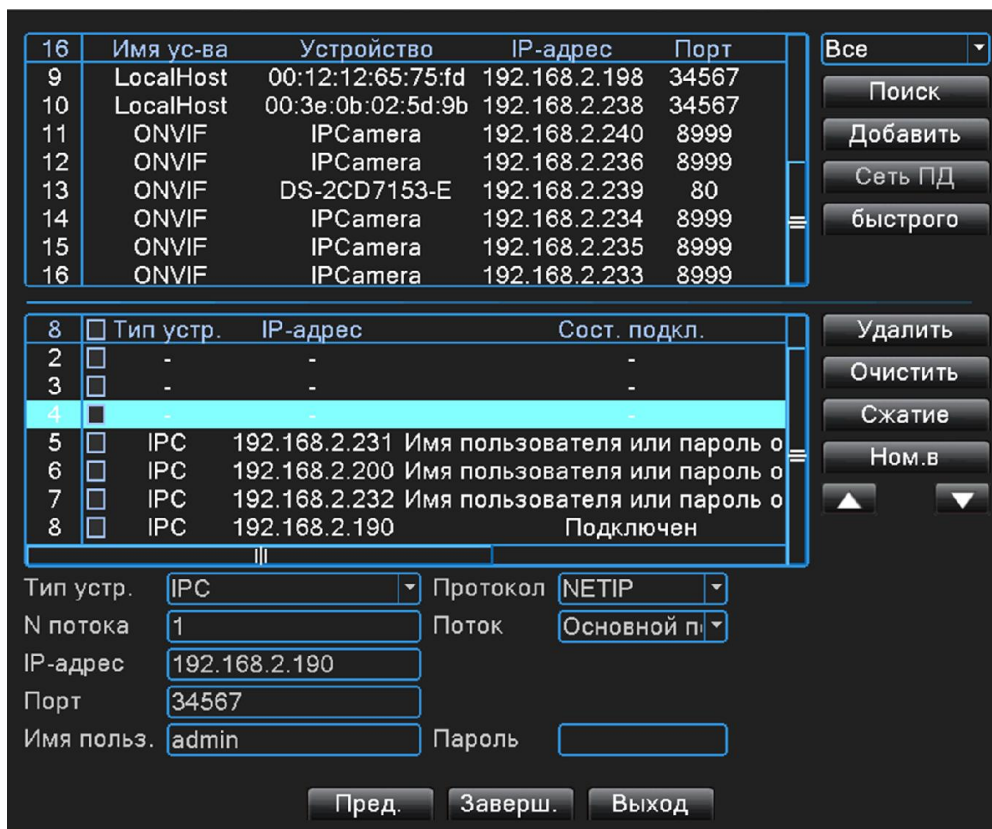 16 Имя ус-ва Устройство IP-адрес Порт
9 LocalHost 00:12:12:65:75:fd 192.168.2.198 34567
10 LocalHost 00:3e:0b:02:5d:9b 192.168.2.238 34567
11 ONVIF IPCamera 192.168.2.240 8999
12 ONVIF IPCamera 192.168.2.236 8999
13 ONVIF DS-2CD7153-E 192.168.2.239 80
14 ONVIF IPCamera 192.168.2.234 8999
15 ONVIF IPCamera 192.168.2.235 8999
16 ONVIF IPCamera 192.168.2.233 8999
Все
Поиск
Добавить
Сеть ПД
быстрого
8 Тип устр. IP-адрес Сост. подкл.
2 - - -
3 - - -
4 - - -
5 IPC 192.168.2.231 Имя пользователя или пароль о
6 IPC 192.168.2.200 Имя пользователя или пароль о
7 IPC 192.168.2.232 Имя пользователя или пароль о
8 IPC 192.168.2.190 Подключен
Удалить
Очистить
Сжатие
Ном.в
Тип устр. IPC Протокол NETIP
N потока 1 Поток Основной п
IP-адрес 192.168.2.190
Порт 34567
Имя польз. admin Пароль
Пред. Заверш. Выход